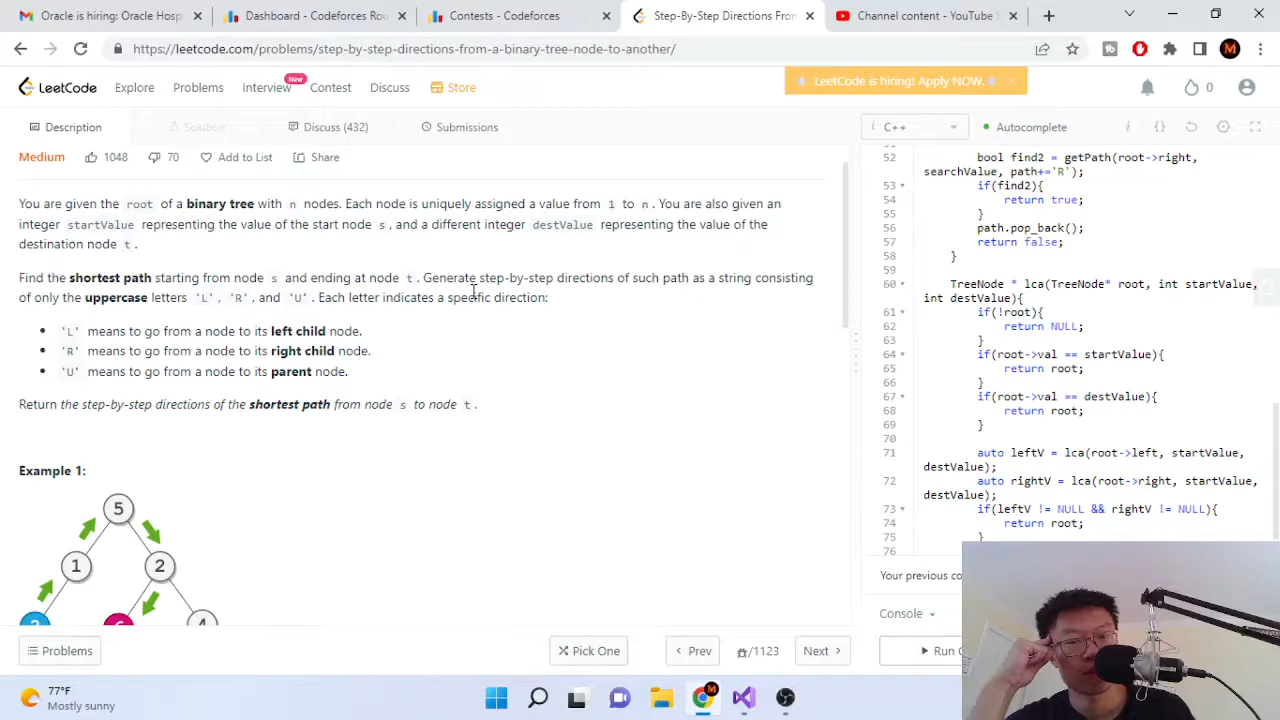 Oracle is hiring: Oracle Hosp
Dashboard - Codeforces Rou
Contests - Codeforces
Step-By-Step Directions From
Channel content - YouTube S
https://leetcode.com/problems/step-by-step-directions-from-a-binary-tree-node-to-another/
LeetCode
Explore
Problems
Interview
New
Contest
Discuss
Store
LeetCode is hiring! Apply NOW.
0
Description
Solution
Discuss (432)
Submissions
i
C++
Autocomplete
Medium
1048
70
Add to List
Share
You are given the root of a binary tree with n nodes. Each node is uniquely assigned a value from 1 to n. You are also given an
integer startValue representing the value of the start node s, and a different integer destValue representing the value of the
destination node t.
Find the shortest path starting from node s and ending at node t. Generate step-by-step directions of such path as a string consisting
of only the uppercase letters 'L', 'R', and 'U'. Each letter indicates a specific direction:
'L' means to go from a node to its left child node.
'R' means to go from a node to its right child node.
'U' means to go from a node to its parent node.
Return the step-by-step directions of the shortest path from node s to node t.
Example 1:
5
1
2
52 bool find2 = getPath(root->right,
searchValue, path+='R');
53 if(find2){
54 return true;
55 }
56 path.pop_back();
57 return false;
58 }
59
60 TreeNode * lca(TreeNode* root, int startValue,
int destValue){
61 if(!root){
62 return NULL;
63 }
64 if(root->val == startValue){
65 return root;
66 }
67 if(root->val == destValue){
68 return root;
69 }
70
71 auto leftV = lca(root->left, startValue,
destValue);
72 auto rightV = lca(root->right, startValue,
destValue);
73 if(leftV != NULL && rightV != NULL){
74 return root;
75 }
76
Your previous co
Console
Problems
Pick One
Prev
/1123
Next
Run
77°F
Mostly sunny